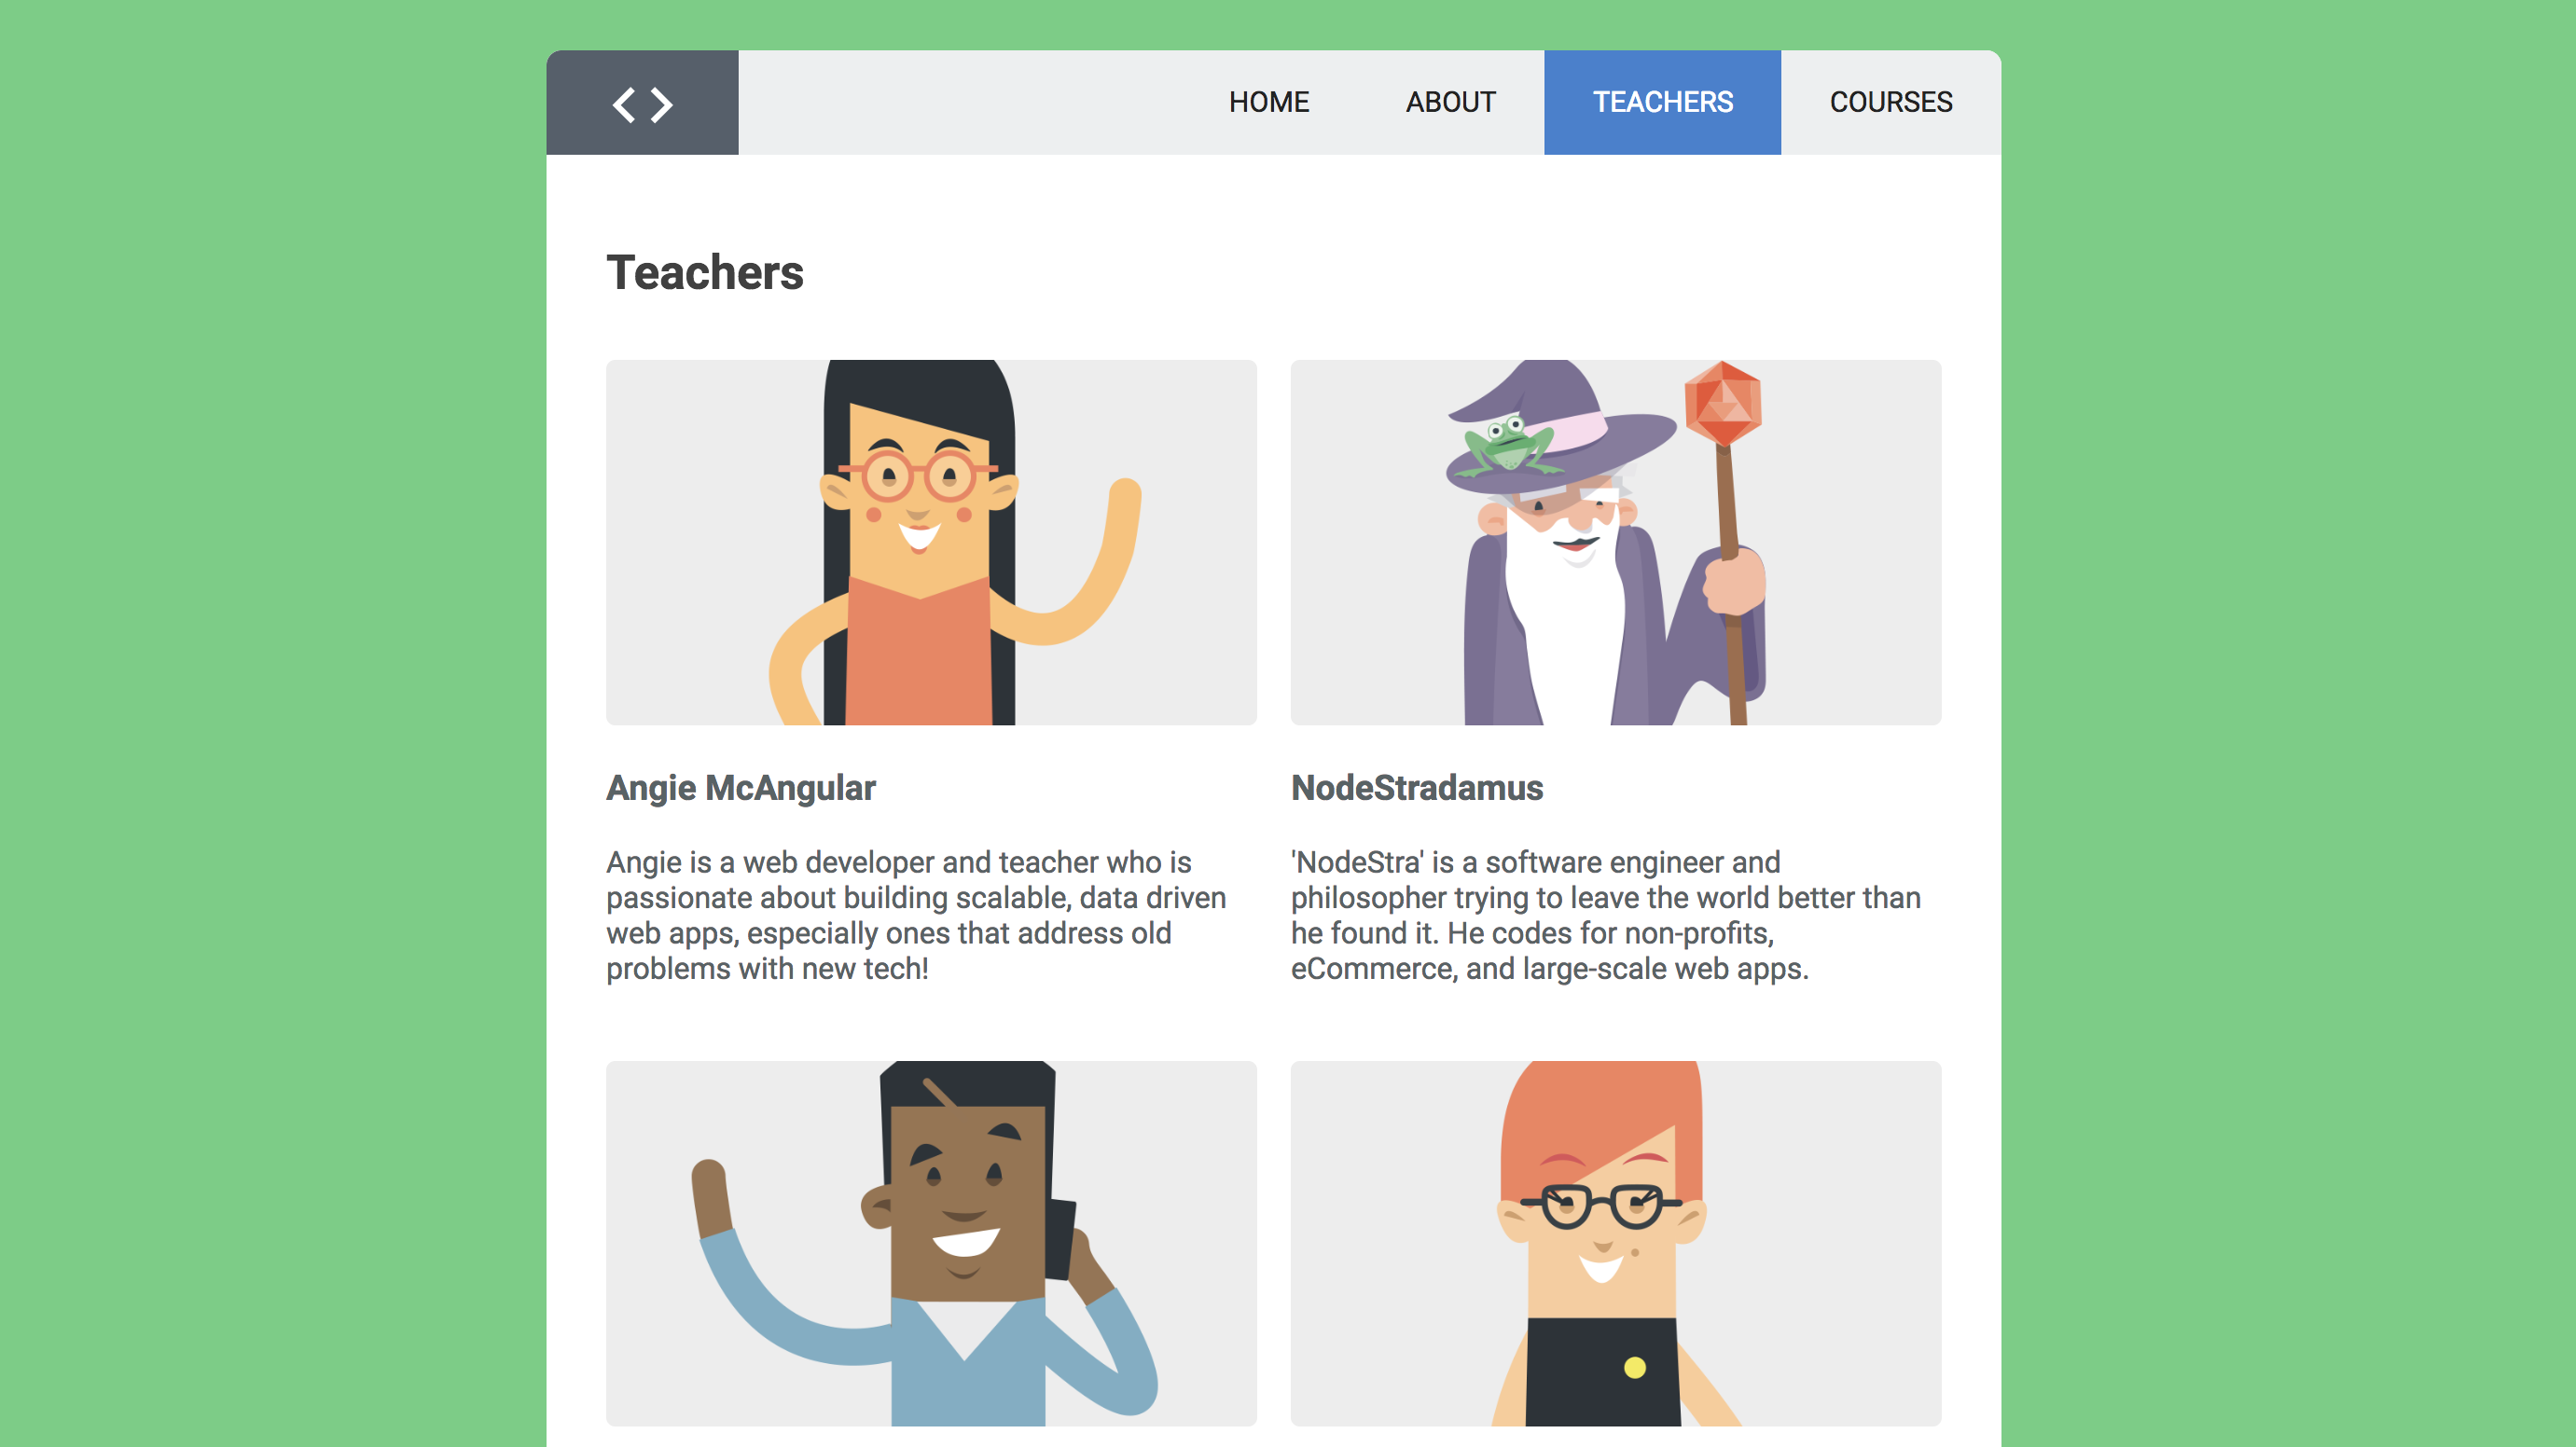 HOME ABOUT TEACHERS COURSES
Teachers
Angie McAngular
Angie is a web developer and teacher who is
passionate about building scalable, data driven
web apps, especially ones that address old
problems with new tech!
NodeStradamus
'NodeStra' is a software engineer and
philosopher trying to leave the world better than
he found it. He codes for non-profits,
eCommerce, and large-scale web apps.